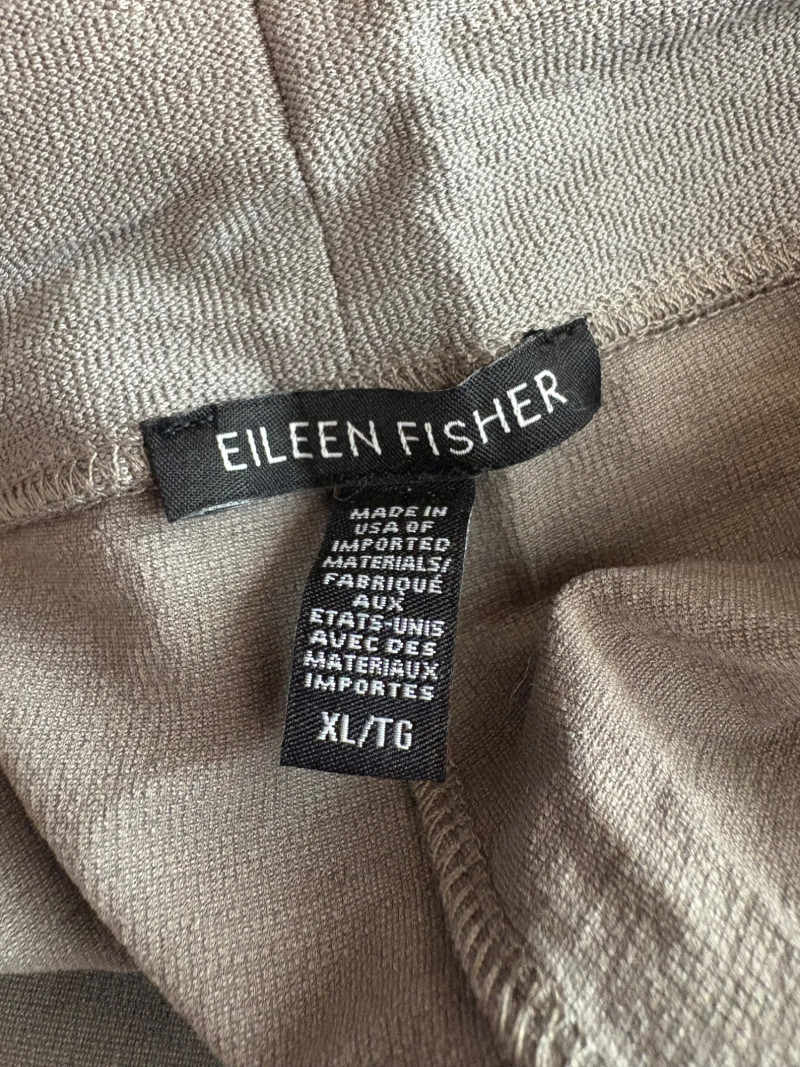 EILEEN FISHER
MADE IN
USA OF
IMPORTED
MATERIALS/
FABRIQUÉ
AUX
ETATS-UNIS
AVEC DES
MATERIAUX
IMPORTES
XL/TG